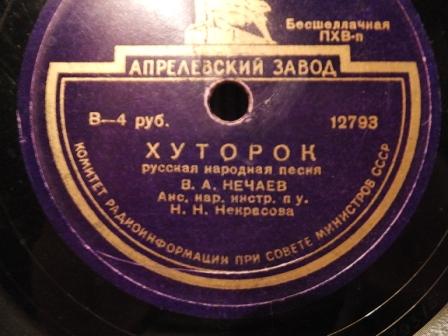 Бесшеллачная
ПХВ-п
АПРЕЛЕВСКИЙ ЗАВОД
В—4 руб.
12793
ХУТОРОК
русская народная песня
В. А. НЕЧАЕВ
Анс. нар. инстр. п у.
Н. Н. Некрасова
КОМИТЕТ РАДИОИНФОРМАЦИИ ПРИ СОВЕТЕ МИНИСТРОВ СССР